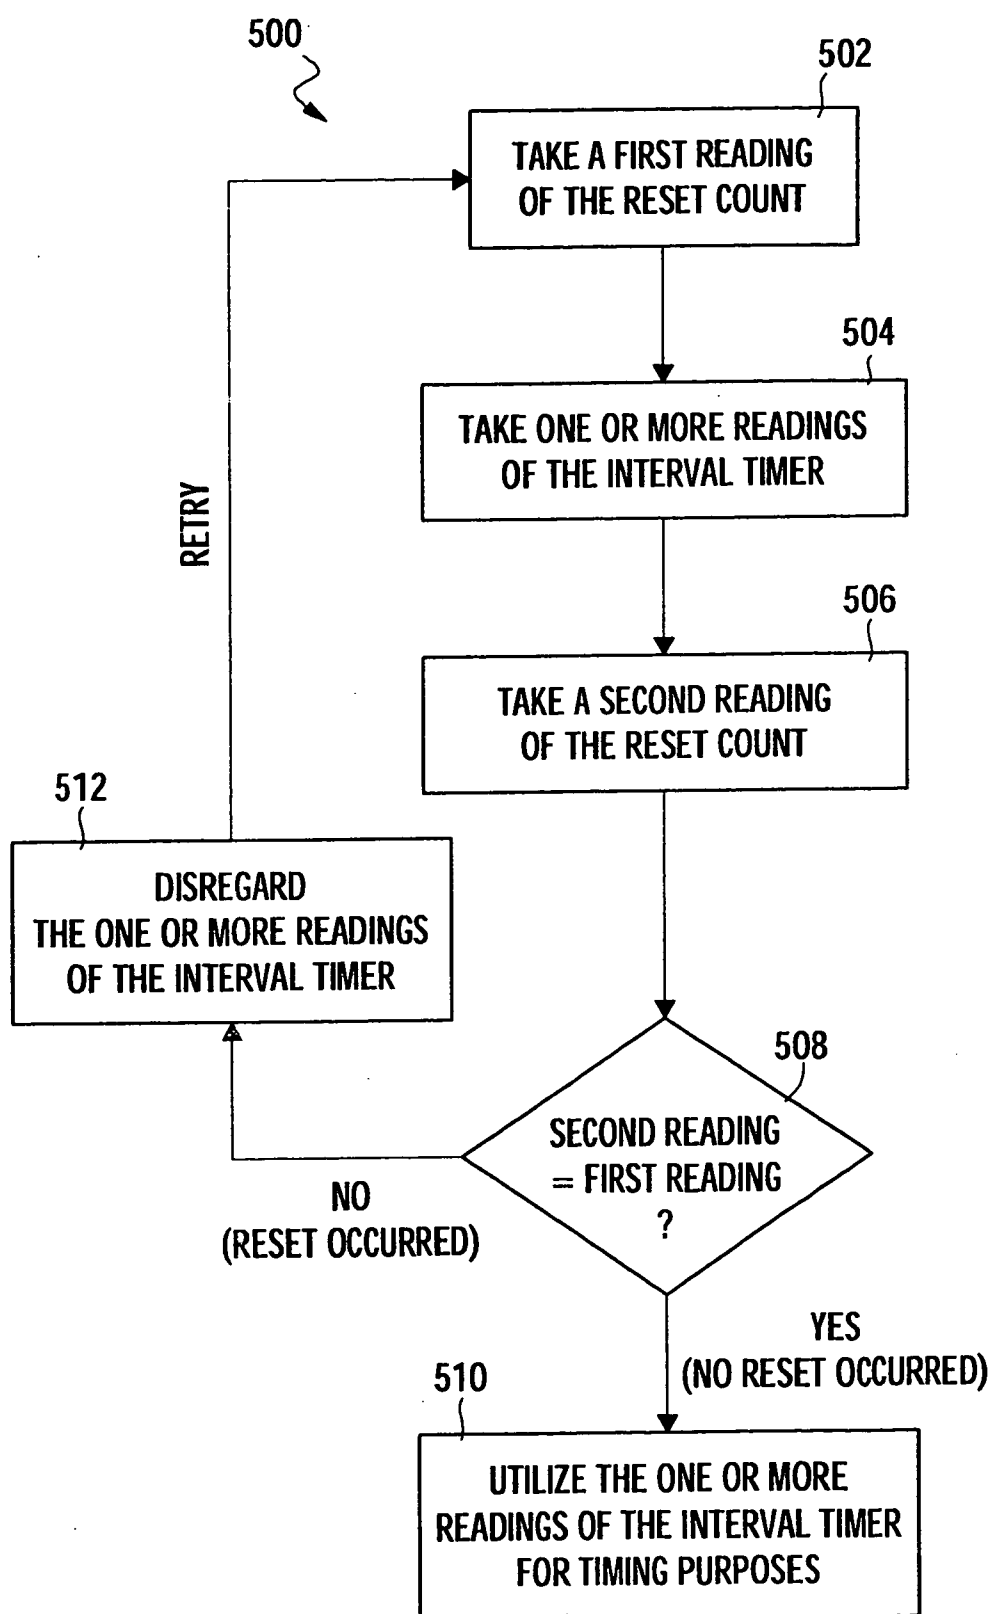 500
502
TAKE A FIRST READING
OF THE RESET COUNT
504
TAKE ONE OR MORE READINGS
OF THE INTERVAL TIMER
RETRY
506
TAKE A SECOND READING
OF THE RESET COUNT
512
DISREGARD
THE ONE OR MORE READINGS
OF THE INTERVAL TIMER
508
SECOND READING
= FIRST READING
?
NO
(RESET OCCURRED)
YES
(NO RESET OCCURRED)
510
UTILIZE THE ONE OR MORE
READINGS OF THE INTERVAL TIMER
FOR TIMING PURPOSES